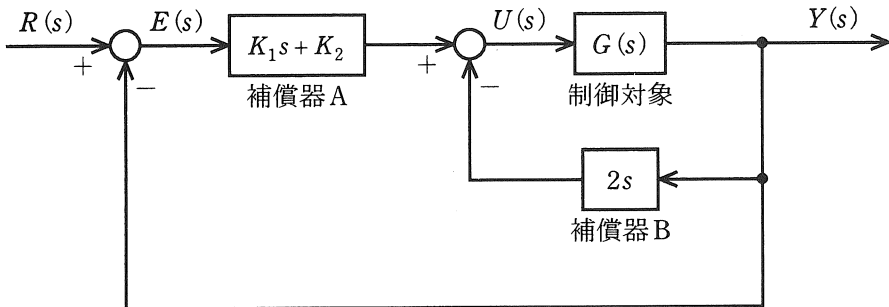 R(s)
E(s)
K₁s+K₂
U(s)
G(s)
Y(s)
+
−
補償器A
+
−
制御対象
2s
補償器B